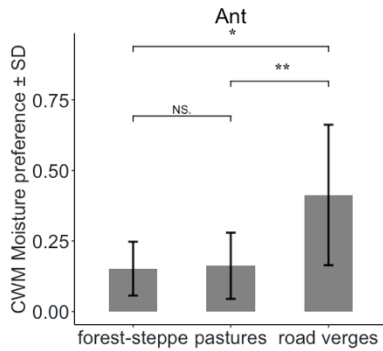 Ant
*
**
NS.
CWM Moisture preference ± SD
0.75
0.50
0.25
0.00
forest-steppe pastures road verges